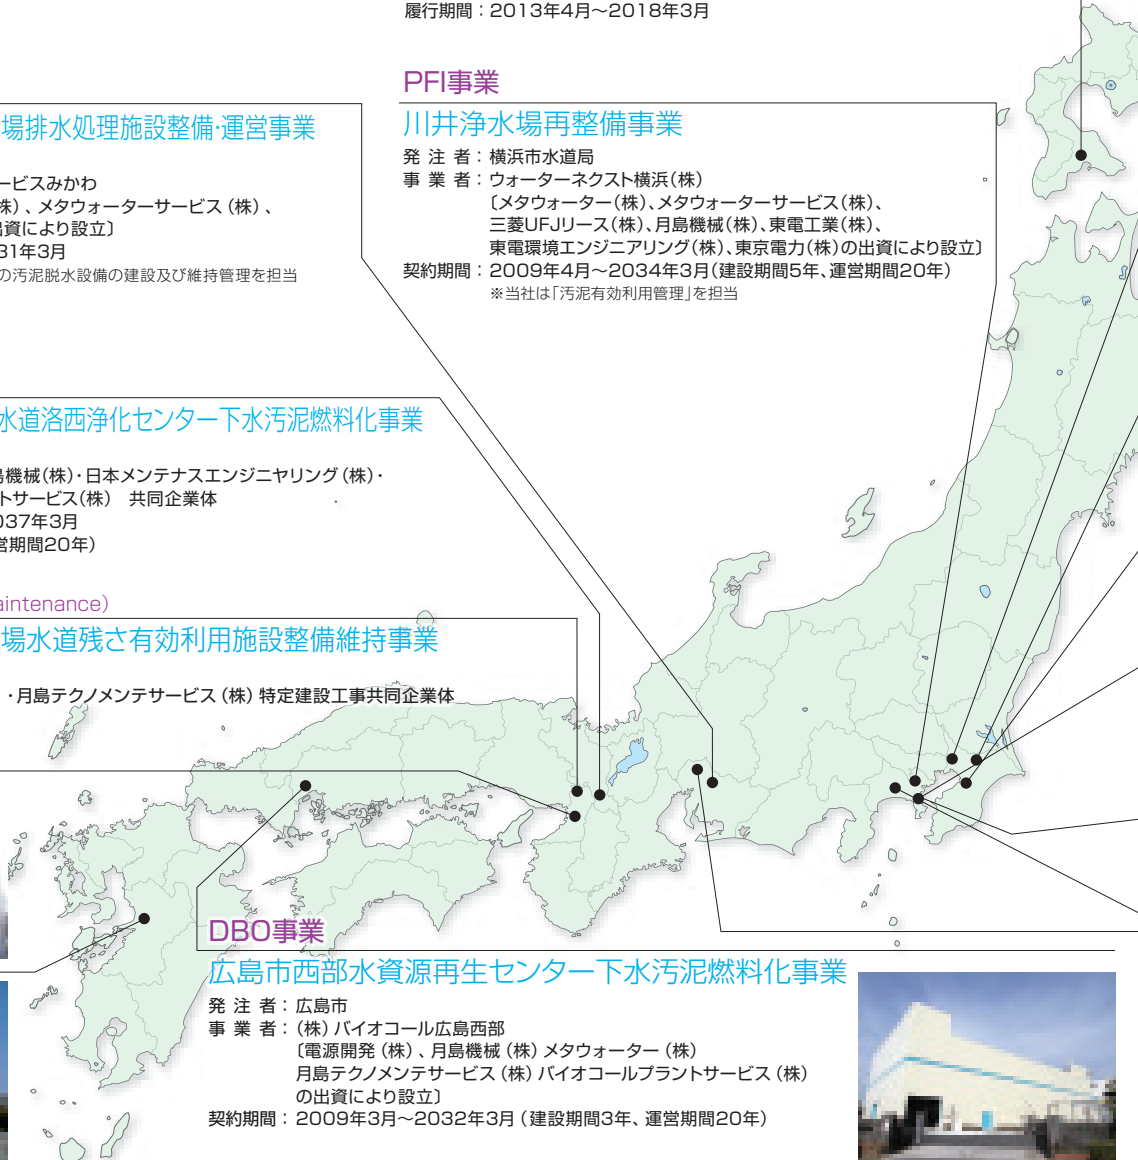 履行期間：2013年4月～2018年3月
PFI事業
川井浄水場再整備事業
発 注 者：横浜市水道局
事 業 者：ウォーターネクスト横浜（株）
〔メタウォーター（株）、メタウォーターサービス（株）、
三菱UFJリース（株）、月島機械（株）、東電工業（株）、
東電環境エンジニアリング（株）、東京電力（株）の出資により設立〕
契約期間：2009年4月～2034年3月（建設期間5年、運営期間20年）
※当社は「汚泥有効利用管理」を担当
場排水処理施設整備・運営事業
ービスみかわ
株）、メタウォーターサービス（株）、
出資により設立〕
31年3月
の汚泥脱水設備の建設及び維持管理を担当
水道洛西浄化センター下水汚泥燃料化事業
島機械（株）・日本メンテナスエンジニヤリング（株）・
トサービス（株）　共同企業体
037年3月
営期間20年）
aintenance）
場水道残さ有効利用施設整備維持事業
・月島テクノメンテサービス（株）特定建設工事共同企業体
DBO事業
広島市西部水資源再生センター下水汚泥燃料化事業
発 注 者：広島市
事 業 者：（株）バイオコール広島西部
〔電源開発（株）、月島機械（株）メタウォーター（株）
月島テクノメンテサービス（株）バイオコールプラントサービス（株）
の出資により設立〕
契約期間：2009年3月～2032年3月（建設期間3年、運営期間20年）